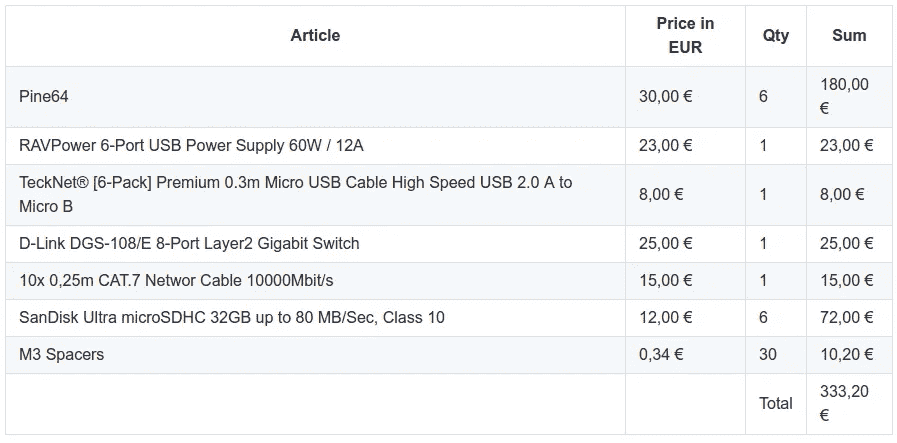 Article Price in EUR Qty Sum
Pine64 30,00 € 6 180,00 €
RAVPower 6-Port USB Power Supply 60W / 12A 23,00 € 1 23,00 €
TeckNet® [6-Pack] Premium 0.3m Micro USB Cable High Speed USB 2.0 A to Micro B 8,00 € 1 8,00 €
D-Link DGS-108/E 8-Port Layer2 Gigabit Switch 25,00 € 1 25,00 €
10x 0,25m CAT.7 Networ Cable 10000Mbit/s 15,00 € 1 15,00 €
SanDisk Ultra microSDHC 32GB up to 80 MB/Sec, Class 10 12,00 € 6 72,00 €
M3 Spacers 0,34 € 30 10,20 €
Total 333,20 €